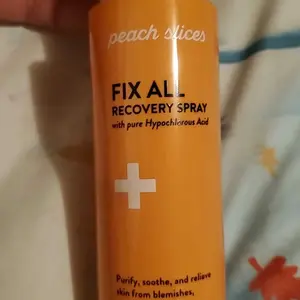 peach slices
FIX ALL
RECOVERY SPRAY
with pure Hypochlorous Acid
Purify, soothe, and relieve
skin from blemishes,